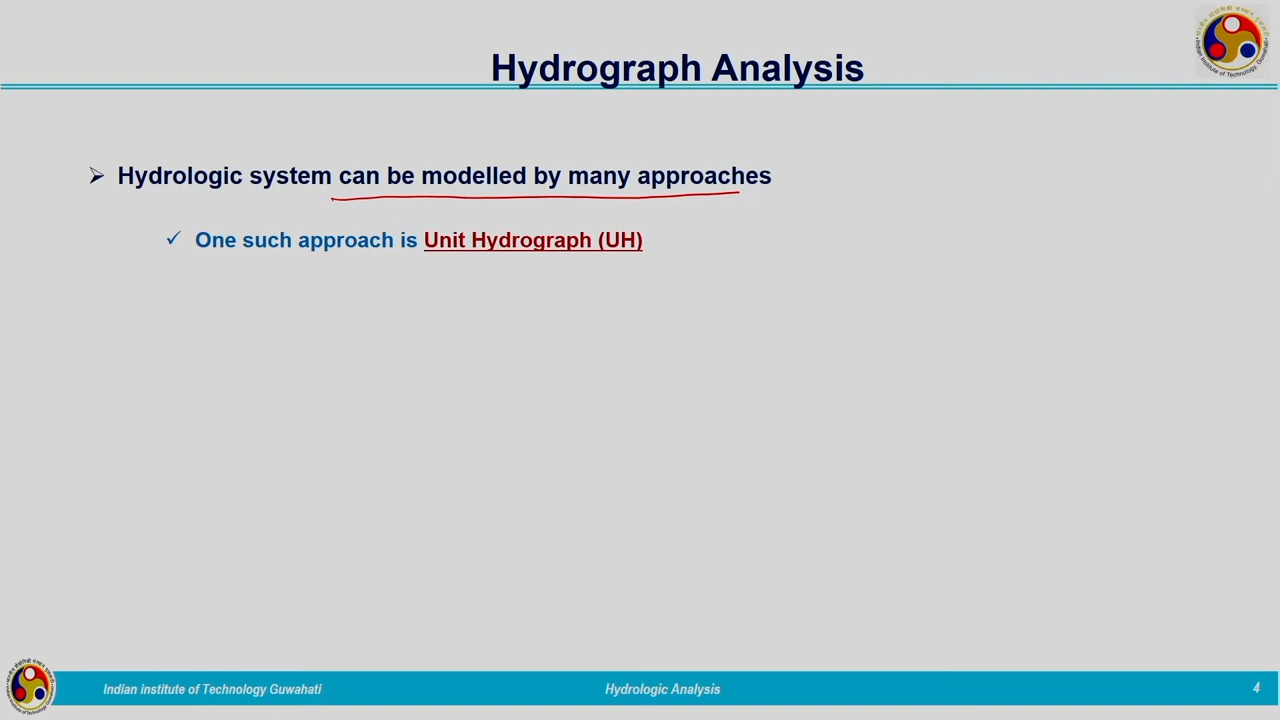 Hydrograph Analysis
➢ Hydrologic system can be modelled by many approaches
✓ One such approach is Unit Hydrograph (UH)
Indian institute of Technology Guwahati
Hydrologic Analysis
4